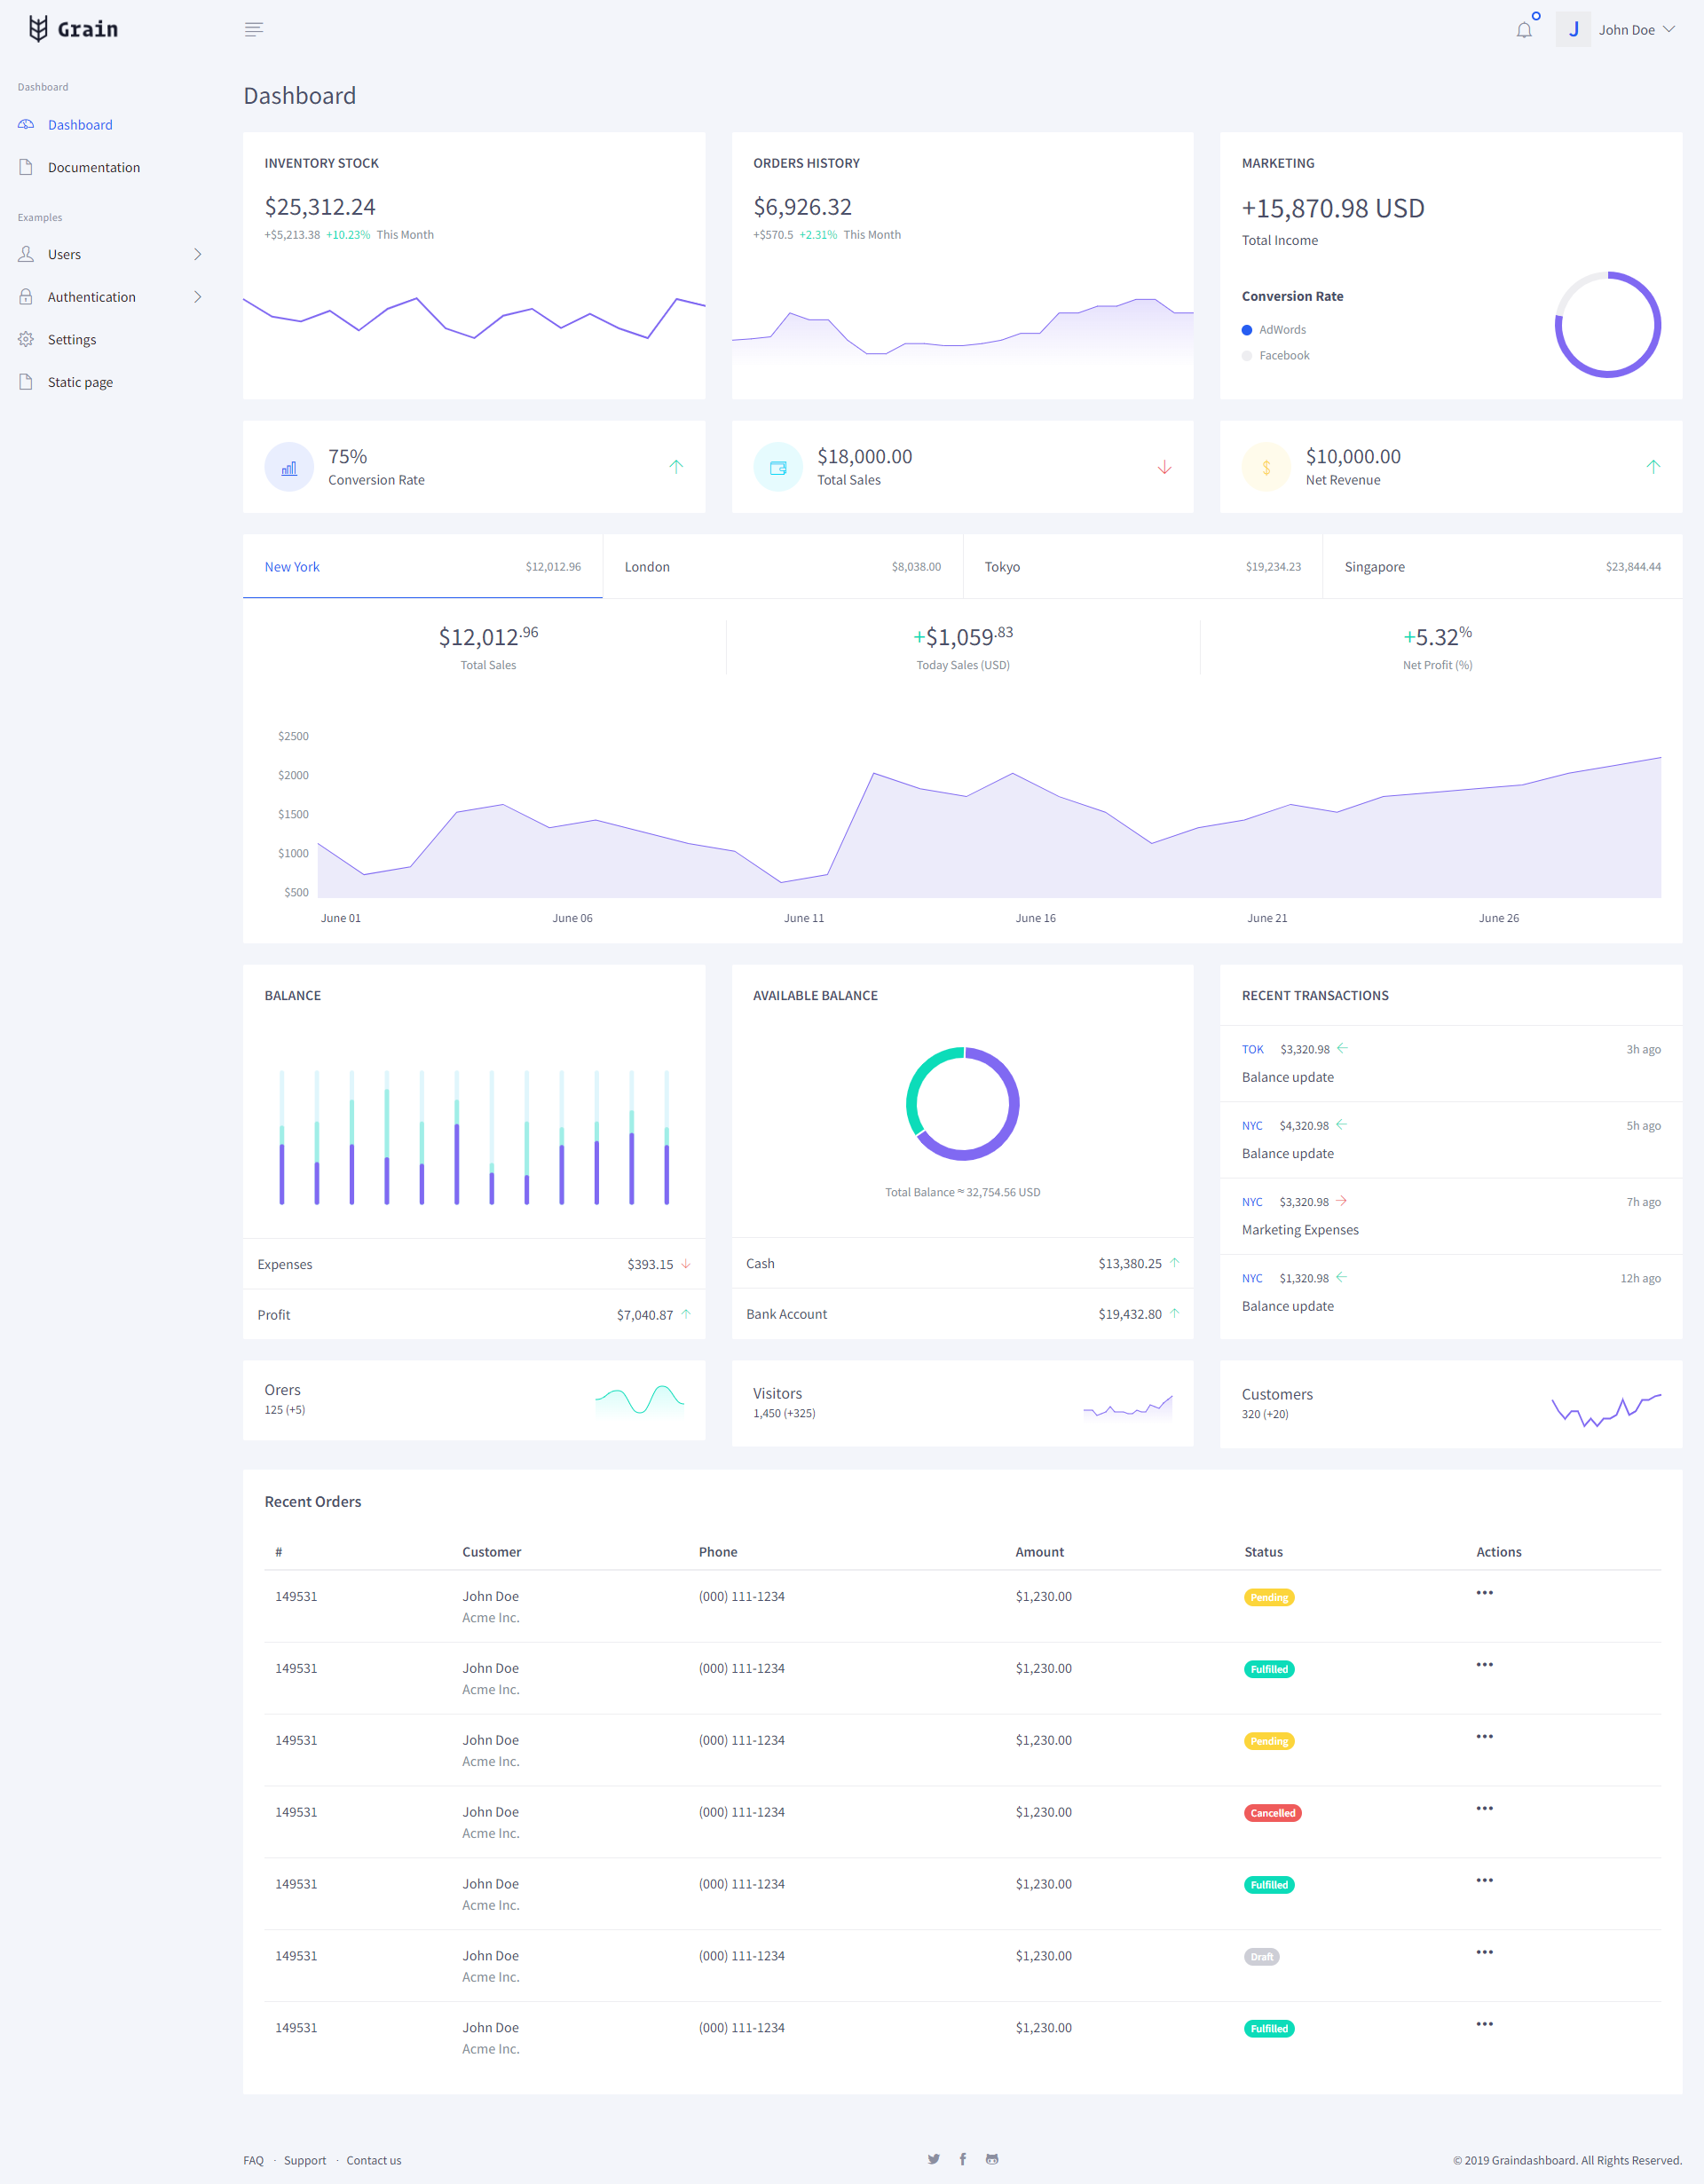 Grain
J John Doe
Dashboard
Dashboard
Documentation
Examples
Users
Authentication
Settings
Static page
Dashboard
INVENTORY STOCK
$25,312.24
+$5,213.38 +10.23% This Month
ORDERS HISTORY
$6,926.32
+$570.5 +2.31% This Month
MARKETING
+15,870.98 USD
Total Income
Conversion Rate
AdWords
Facebook
75%
Conversion Rate
$18,000.00
Total Sales
$
$10,000.00
Net Revenue
New York $12,012.96
London $8,038.00
Tokyo $19,234.23
Singapore $23,844.44
$12,012.96
Total Sales
+$1,059.83
Today Sales (USD)
+5.32%
Net Profit (%)
$2500
$2000
$1500
$1000
$500
June 01 June 06 June 11 June 16 June 21 June 26
BALANCE
Expenses $393.15
Profit $7,040.87
AVAILABLE BALANCE
Total Balance ≈ 32,754.56 USD
Cash $13,380.25
Bank Account $19,432.80
RECENT TRANSACTIONS
TOK $3,320.98 3h ago
Balance update
NYC $4,320.98 5h ago
Balance update
NYC $3,320.98 7h ago
Marketing Expenses
NYC $1,320.98 12h ago
Balance update
Orers
125 (+5)
Visitors
1,450 (+325)
Customers
320 (+20)
Recent Orders
# Customer Phone Amount Status Actions
149531 John Doe (000) 111-1234 $1,230.00 Pending
Acme Inc.
149531 John Doe (000) 111-1234 $1,230.00 Fulfilled
Acme Inc.
149531 John Doe (000) 111-1234 $1,230.00 Pending
Acme Inc.
149531 John Doe (000) 111-1234 $1,230.00 Cancelled
Acme Inc.
149531 John Doe (000) 111-1234 $1,230.00 Fulfilled
Acme Inc.
149531 John Doe (000) 111-1234 $1,230.00 Draft
Acme Inc.
149531 John Doe (000) 111-1234 $1,230.00 Fulfilled
Acme Inc.
FAQ · Support · Contact us
© 2019 Graindashboard. All Rights Reserved.